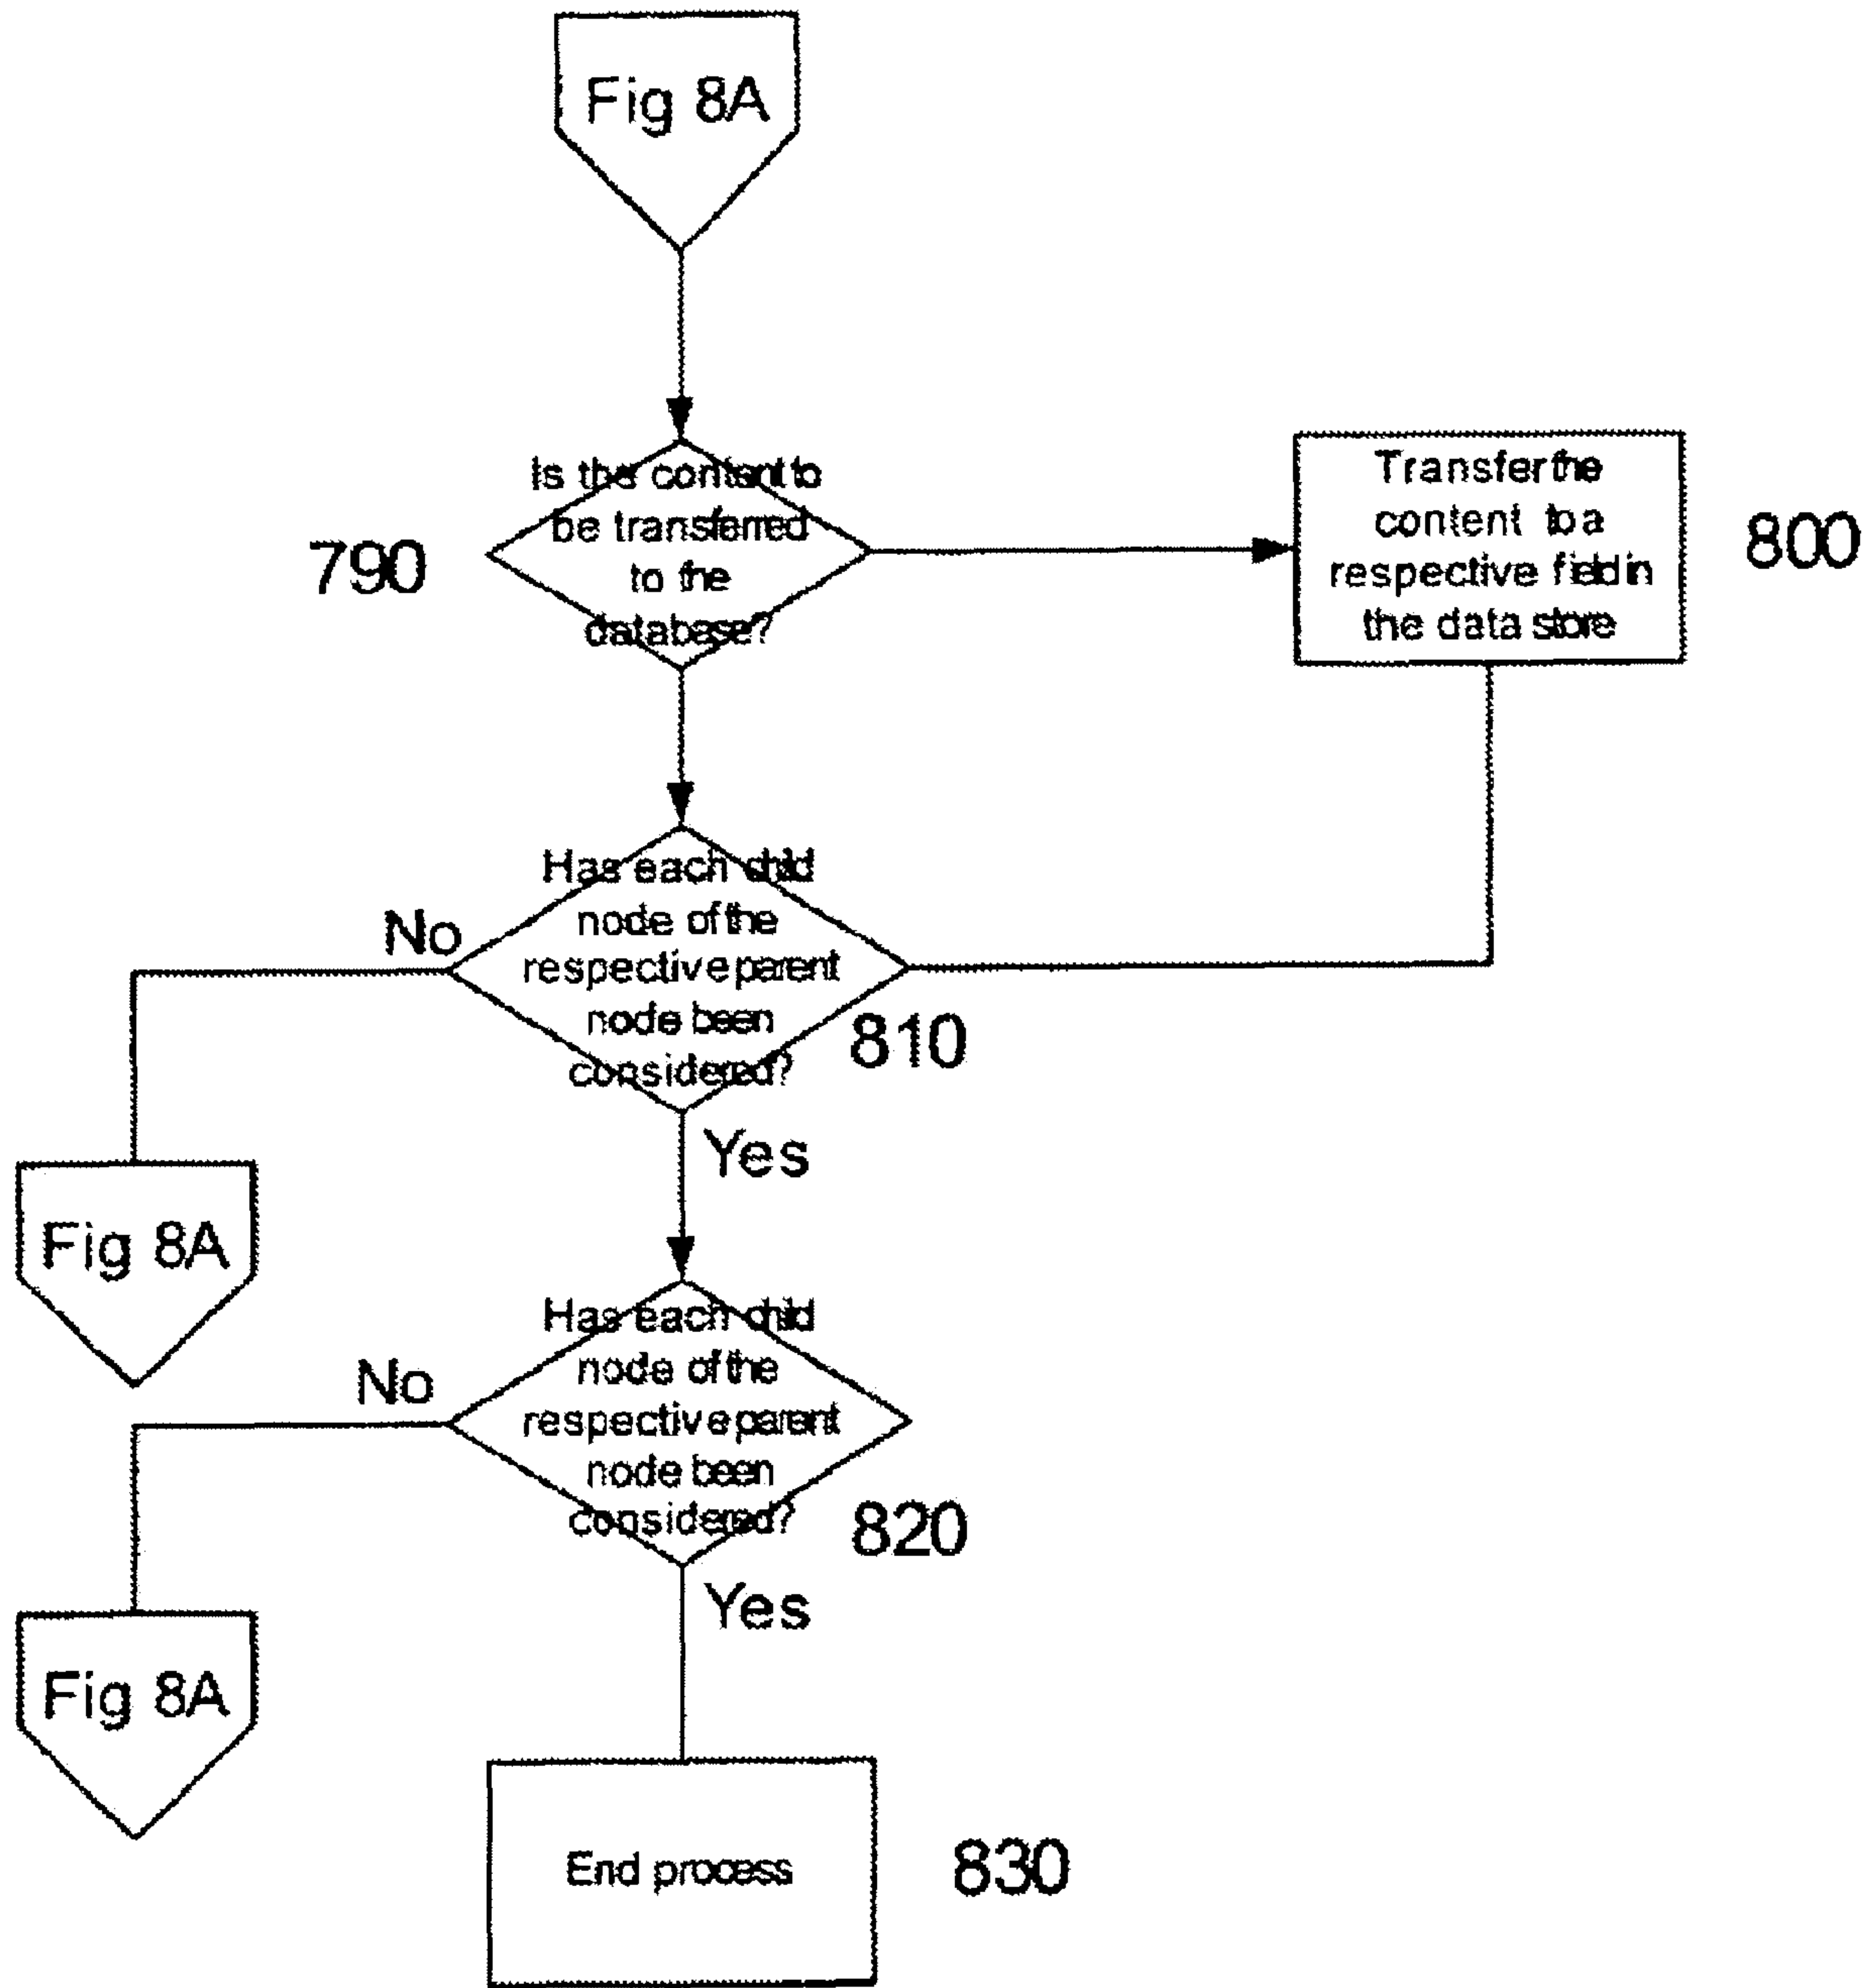 Fig 8A
Is the content to
be transferred
to the
database?
790
Transfer the
content to a
respective field in
the data store
800
Has each child
node of the
respective parent
node been
considered?
No
810
Yes
Fig 8A
Has each child
node of the
respective parent
node been
considered?
No
820
Yes
Fig 8A
End process
830